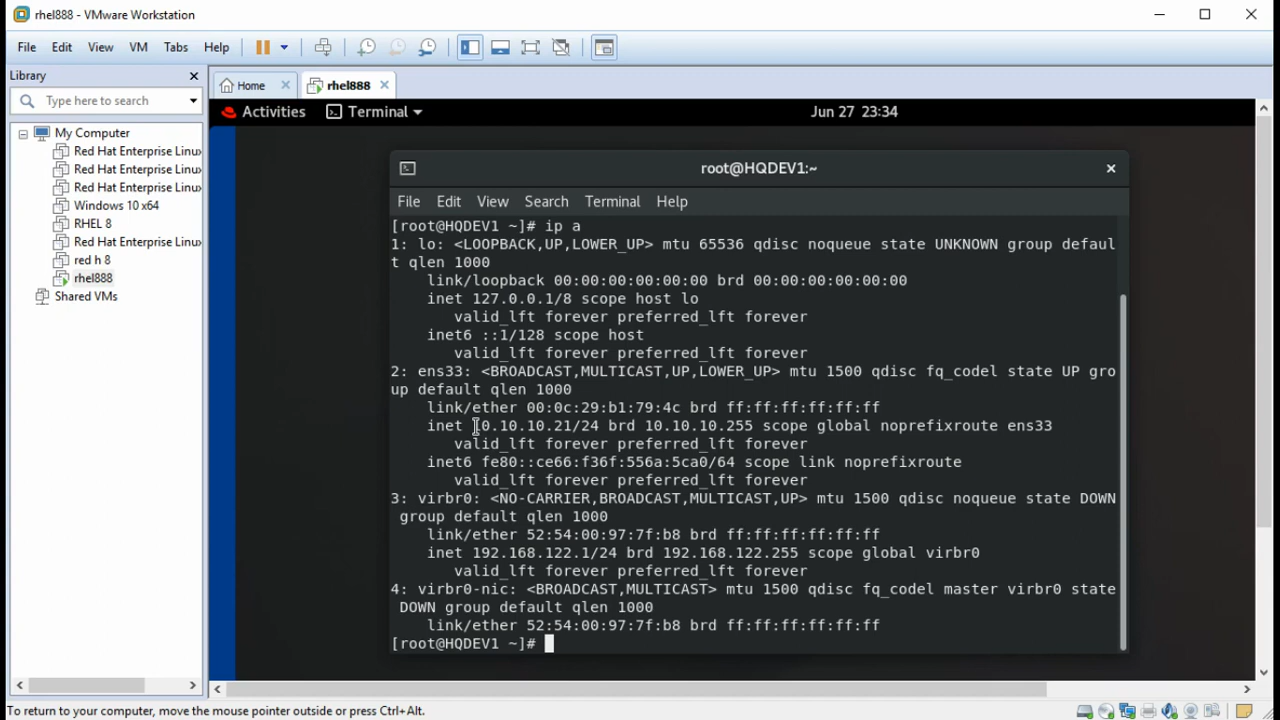 rhel888 - VMware Workstation
File Edit View VM Tabs Help
Library
Type here to search
My Computer
Red Hat Enterprise Linux
Red Hat Enterprise Linux
Red Hat Enterprise Linux
Windows 10 x64
RHEL 8
Red Hat Enterprise Linux
red h 8
rhel888
Shared VMs
Home rhel888
Activities Terminal Jun 27 23:34
root@HQDEV1:~
File Edit View Search Terminal Help
[root@HQDEV1 ~]# ip a
1: lo: <LOOPBACK,UP,LOWER_UP> mtu 65536 qdisc noqueue state UNKNOWN group defaul
t qlen 1000
link/loopback 00:00:00:00:00:00 brd 00:00:00:00:00:00
inet 127.0.0.1/8 scope host lo
valid_lft forever preferred_lft forever
inet6 ::1/128 scope host
valid_lft forever preferred_lft forever
2: ens33: <BROADCAST,MULTICAST,UP,LOWER_UP> mtu 1500 qdisc fq_codel state UP gro
up default qlen 1000
link/ether 00:0c:29:b1:79:4c brd ff:ff:ff:ff:ff:ff
inet 10.10.10.21/24 brd 10.10.10.255 scope global noprefixroute ens33
valid_lft forever preferred_lft forever
inet6 fe80::ce66:f36f:556a:5ca0/64 scope link noprefixroute
valid_lft forever preferred_lft forever
3: virbr0: <NO-CARRIER,BROADCAST,MULTICAST,UP> mtu 1500 qdisc noqueue state DOWN
group default qlen 1000
link/ether 52:54:00:97:7f:b8 brd ff:ff:ff:ff:ff:ff
inet 192.168.122.1/24 brd 192.168.122.255 scope global virbr0
valid_lft forever preferred_lft forever
4: virbr0-nic: <BROADCAST,MULTICAST> mtu 1500 qdisc fq_codel master virbr0 state
DOWN group default qlen 1000
link/ether 52:54:00:97:7f:b8 brd ff:ff:ff:ff:ff:ff
[root@HQDEV1 ~]#
To return to your computer, move the mouse pointer outside or press Ctrl+Alt.